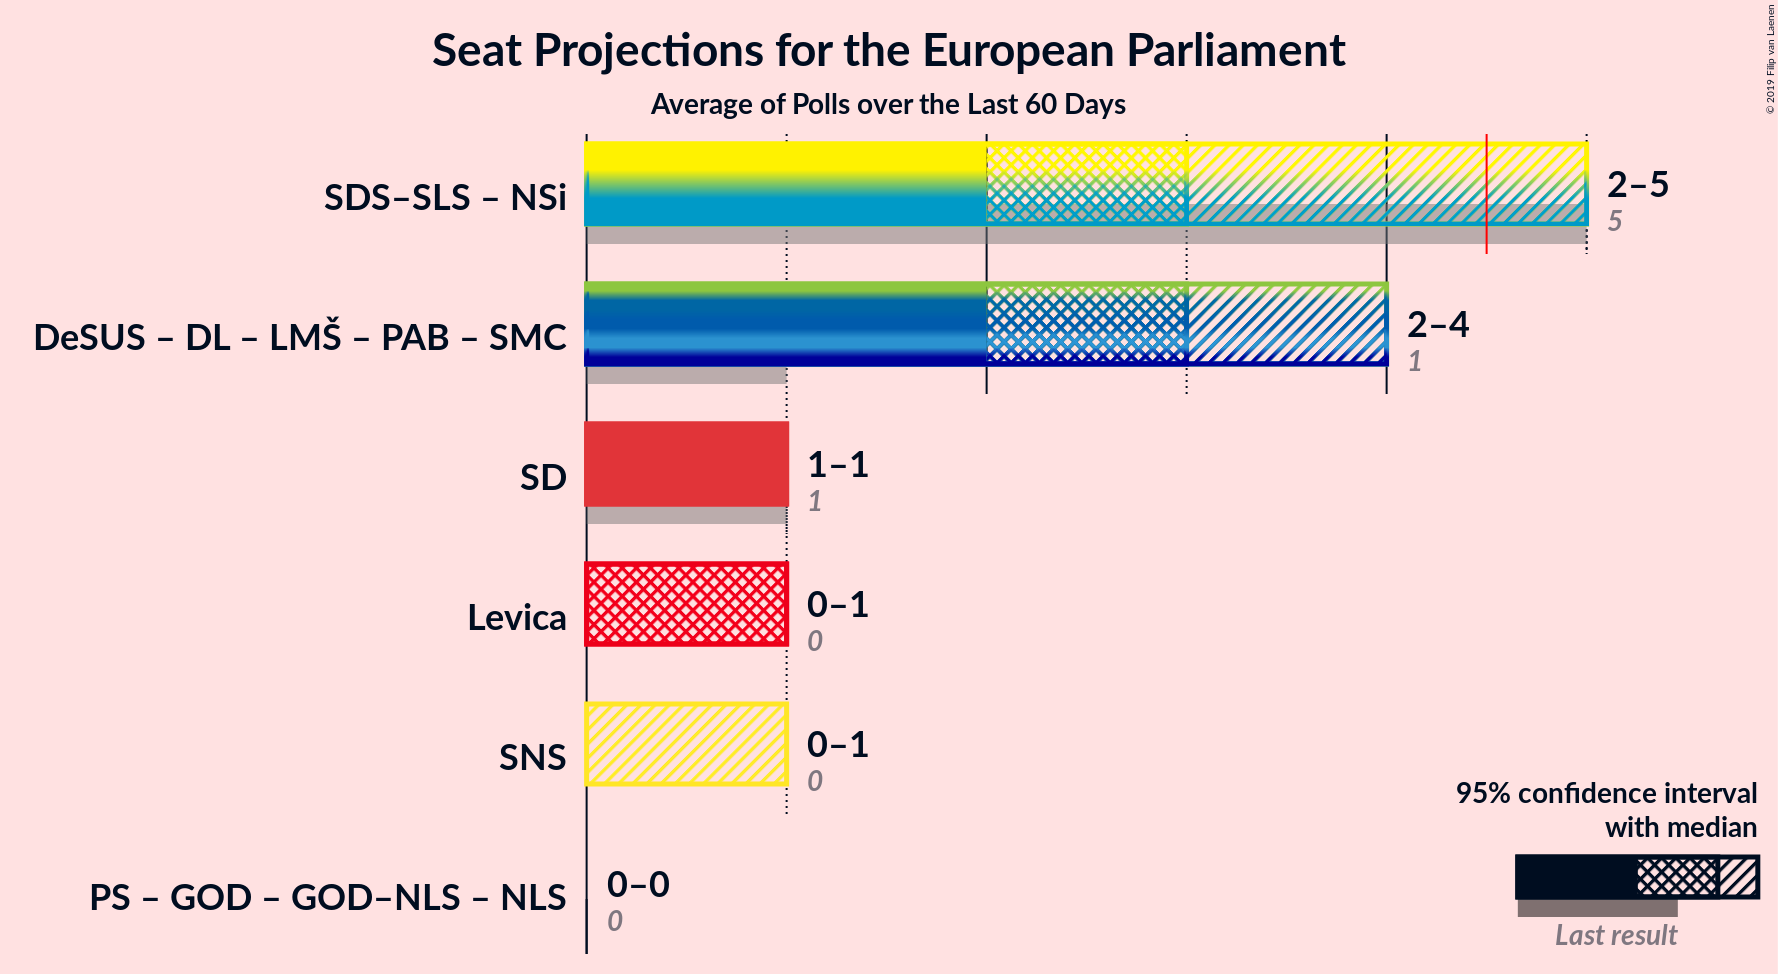 Seat Projections for the European Parliament
Average of Polls over the Last 60 Days
© 2019 Filip van Laenen
SDS–SLS – NSi
2–5
5
DeSUS – DL – LMŠ – PAB – SMC
2–4
1
SD
1–1
1
Levica
0–1
0
SNS
0–1
0
PS – GOD – GOD–NLS – NLS
0–0
0
95% confidence interval
with median
Last result